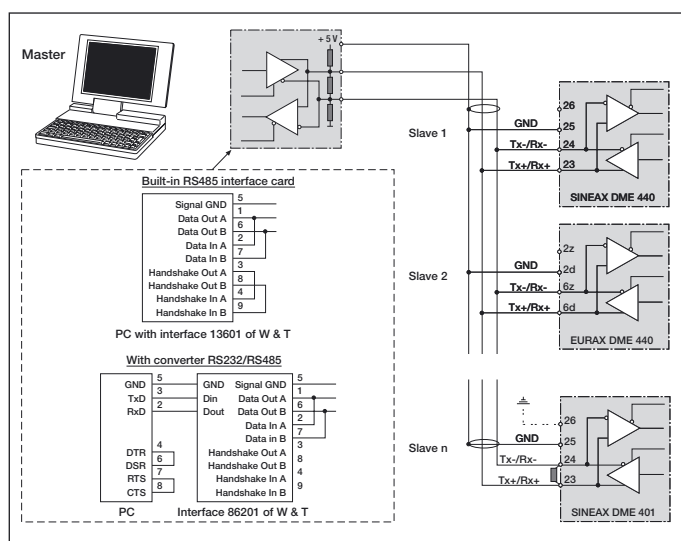 Master
+ 5 V
Slave 1
26
GND
25
Tx-/Rx-
24
Tx+/Rx+
23
SINEAX DME 440
Slave 2
2z
GND
2d
Tx-/Rx-
6z
Tx+/Rx+
6d
EURAX DME 440
Slave n
26
GND
25
Tx-/Rx-
24
Tx+/Rx+
23
SINEAX DME 401
Built-in RS485 interface card
Signal GND 5
Data Out A 1
Data Out B 6
Data In A 2
Data In B 7
Handshake Out A 3
Handshake Out B 8
Handshake In A 4
Handshake In B 9
PC with interface 13601 of W & T
With converter RS232/RS485
GND 5
TxD 3
RxD 2
DTR 4
DSR 6
RTS 7
CTS 8
PC
GND
Din
Dout
Signal GND 5
Data Out A 1
Data Out B 6
Data In A 2
Data in B 7
Handshake Out A 3
Handshake Out B 8
Handshake In A 4
Handshake In B 9
Interface 86201 of W & T